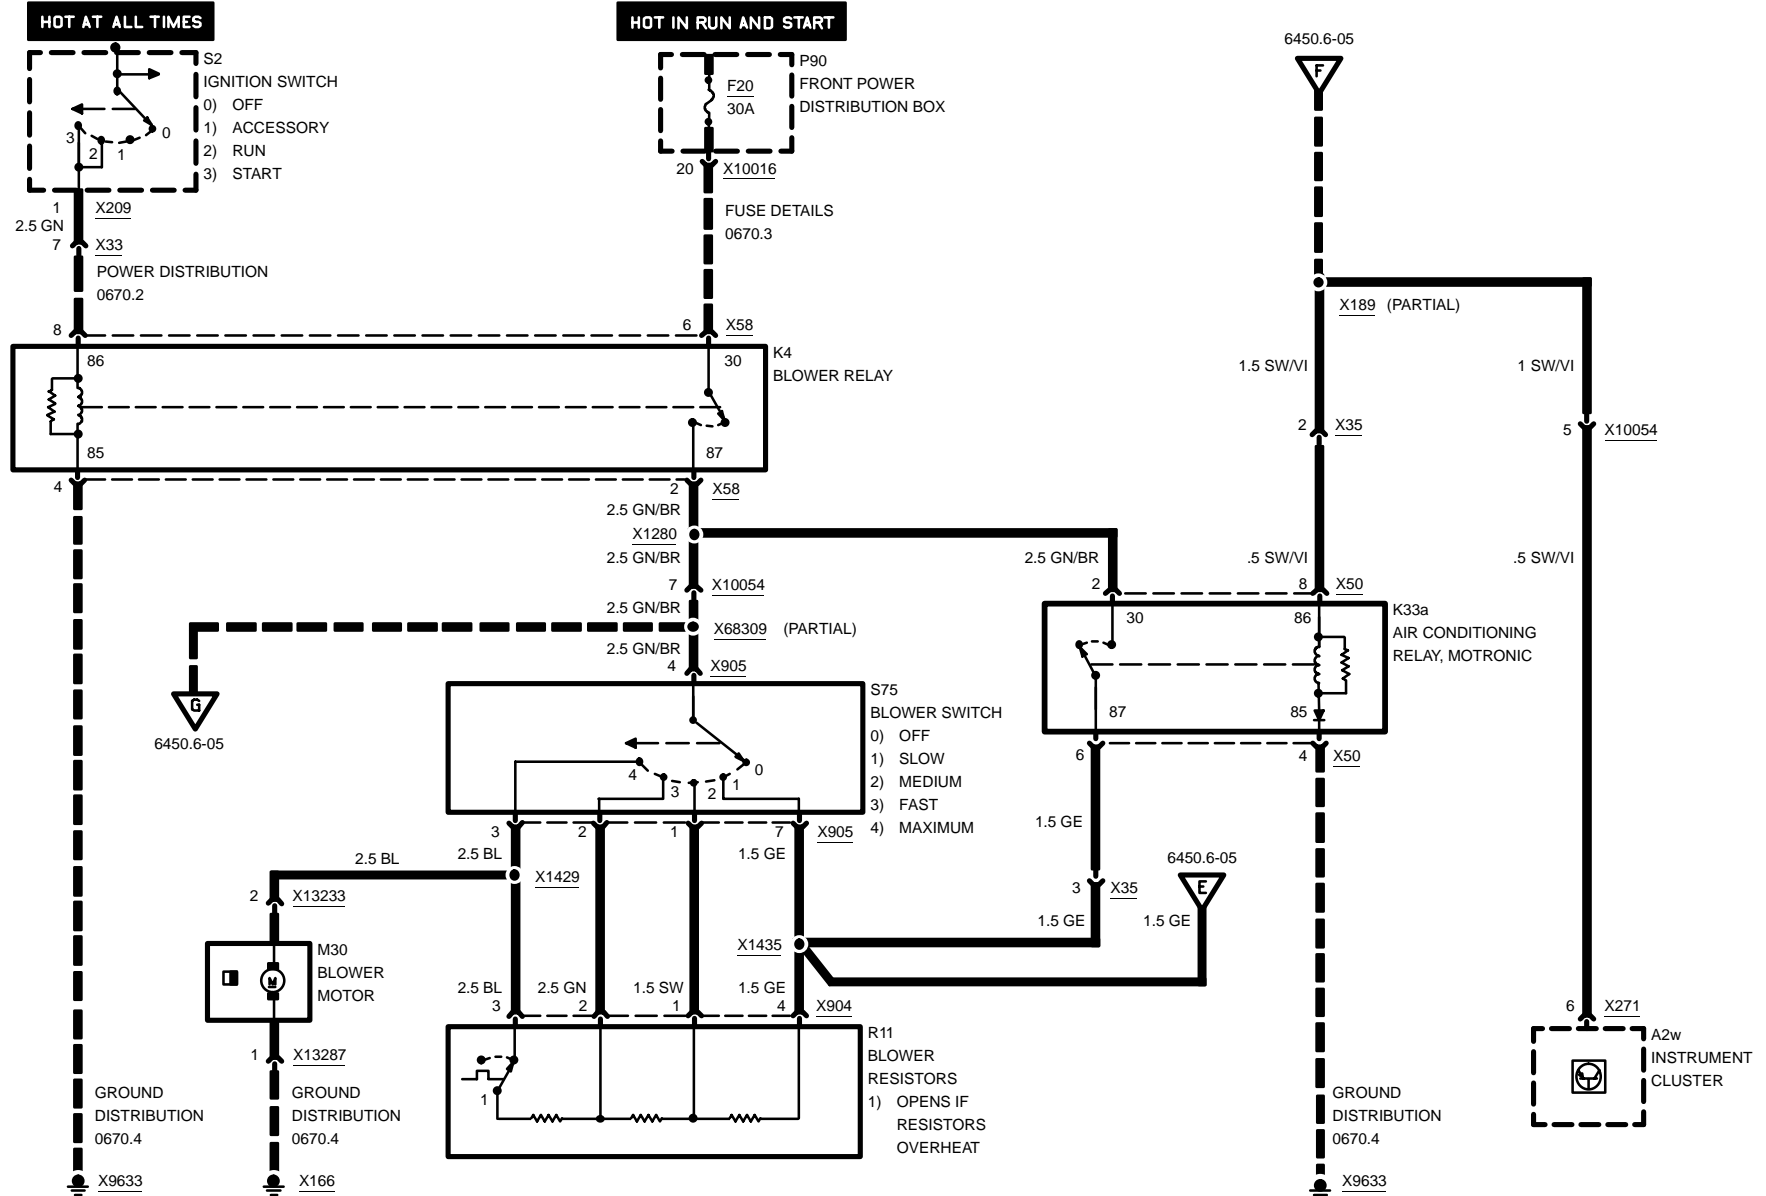 HOT AT ALL TIMES
HOT IN RUN AND START
S2
IGNITION SWITCH
0) OFF
1) ACCESSORY
2) RUN
3) START
0
3
2
1
1 X209
2.5 GN
7 X33
POWER DISTRIBUTION
0670.2
P90
FRONT POWER
DISTRIBUTION BOX
F20
30A
20 X10016
FUSE DETAILS
0670.3
6450.6-05
F
X189 (PARTIAL)
1.5 SW/VI
1 SW/VI
2 X35
5 X10054
8
6 X58
86
30
K4
BLOWER RELAY
85
87
4
2 X58
2.5 GN/BR
X1280
2.5 GN/BR
2.5 GN/BR
.5 SW/VI
.5 SW/VI
7 X10054
2
8 X50
2.5 GN/BR
X68309 (PARTIAL)
2.5 GN/BR
4 X905
G
6450.6-05
30
86
K33a
AIR CONDITIONING
RELAY, MOTRONIC
87
85
6
4 X50
S75
BLOWER SWITCH
0) OFF
1) SLOW
2) MEDIUM
3) FAST
4) MAXIMUM
4
3
2
1
0
3
2
1
7 X905
2.5 BL
1.5 GE
2.5 BL
X1429
1.5 GE
6450.6-05
E
3 X35
1.5 GE
1.5 GE
2 X13233
X1435
M30
BLOWER
MOTOR
M
2.5 BL
2.5 GN
1.5 SW
1.5 GE
3
2
1
4 X904
6 X271
R11
BLOWER
RESISTORS
1) OPENS IF
RESISTORS
OVERHEAT
1
A2w
INSTRUMENT
CLUSTER
1 X13287
GROUND
DISTRIBUTION
0670.4
GROUND
DISTRIBUTION
0670.4
GROUND
DISTRIBUTION
0670.4
X9633
X166
X9633